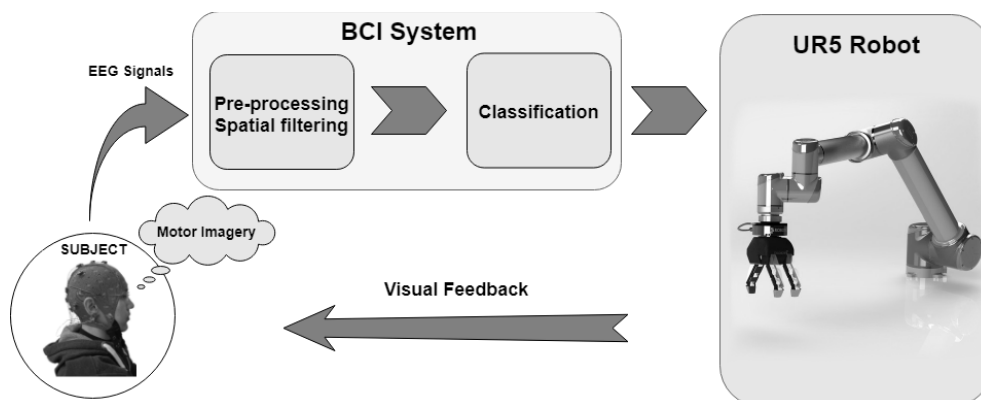 BCI System
UR5 Robot
EEG Signals
Pre-processing
Spatial filtering
Classification
Motor Imagery
SUBJECT
Visual Feedback